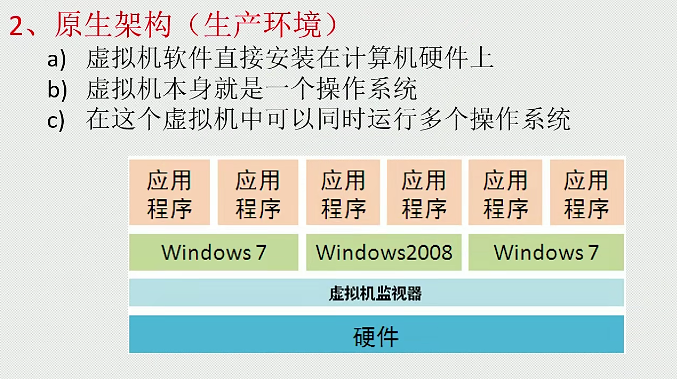 2、原生架构（生产环境）
a) 虚拟机软件直接安装在计算机硬件上
b) 虚拟机本身就是一个操作系统
c) 在这个虚拟机中可以同时运行多个操作系统
应用 应用 应用 应用 应用 应用
程序 程序 程序 程序 程序 程序
Windows 7 Windows2008 Windows 7
虚拟机监视器
硬件